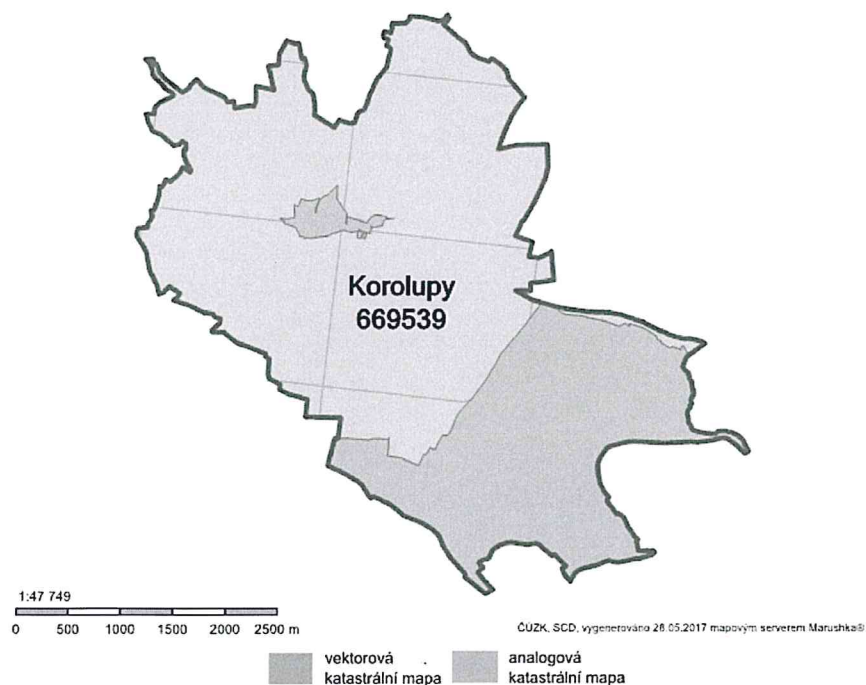 Korolupy
669539
1:47 749
0 500 1000 1500 2000 2500 m
ČÚZK, SCD, vygenerováno 28.05.2017 mapovým serverem Marushka®
vektorová
katastrální mapa
analogová
katastrální mapa